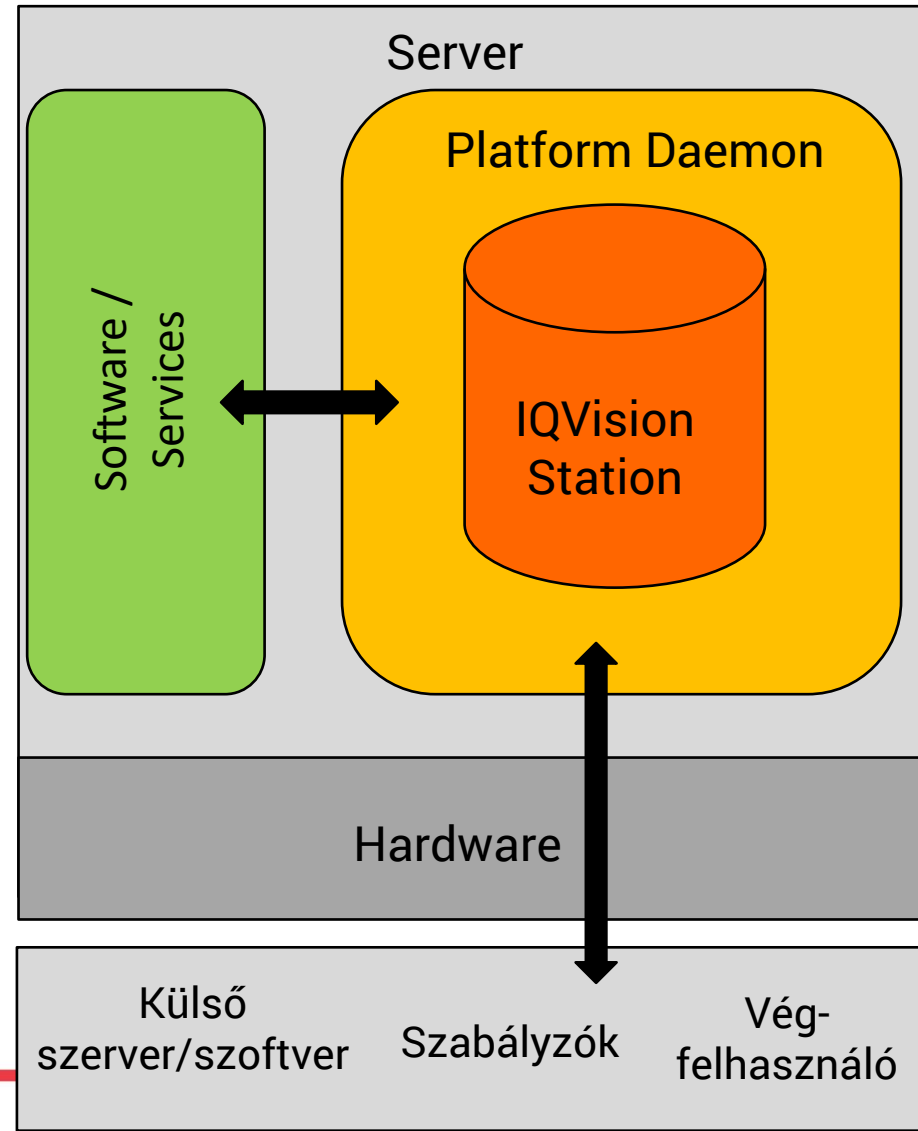 Server
Platform Daemon
Software /
Services
IQVision
Station
Hardware
Külső
szerver/szoftver
Szabályzók
Vég-
felhasználó